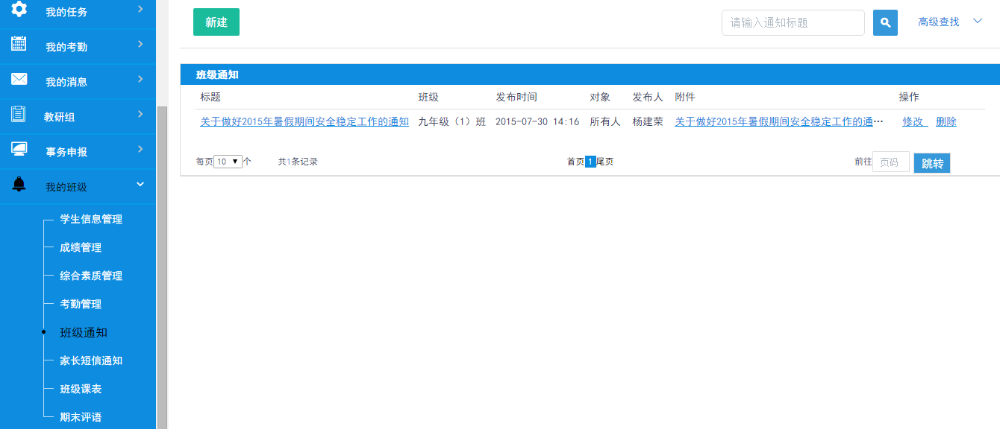 我的任务
我的考勤
我的消息
教研组
事务申报
我的班级
学生信息管理
成绩管理
综合素质管理
考勤管理
班级通知
家长短信通知
班级课表
期末评语
新建
请输入通知标题
高级查找
班级通知
标题 班级 发布时间 对象 发布人 附件 操作
关于做好2015年暑假期间安全稳定工作的通知 九年级（1）班 2015-07-30 14:16 所有人 杨建荣 关于做好2015年暑假期间安全稳定工作的通… 修改 删除
每页 10 个 共1条记录 首页 1 尾页 前往 页码 跳转